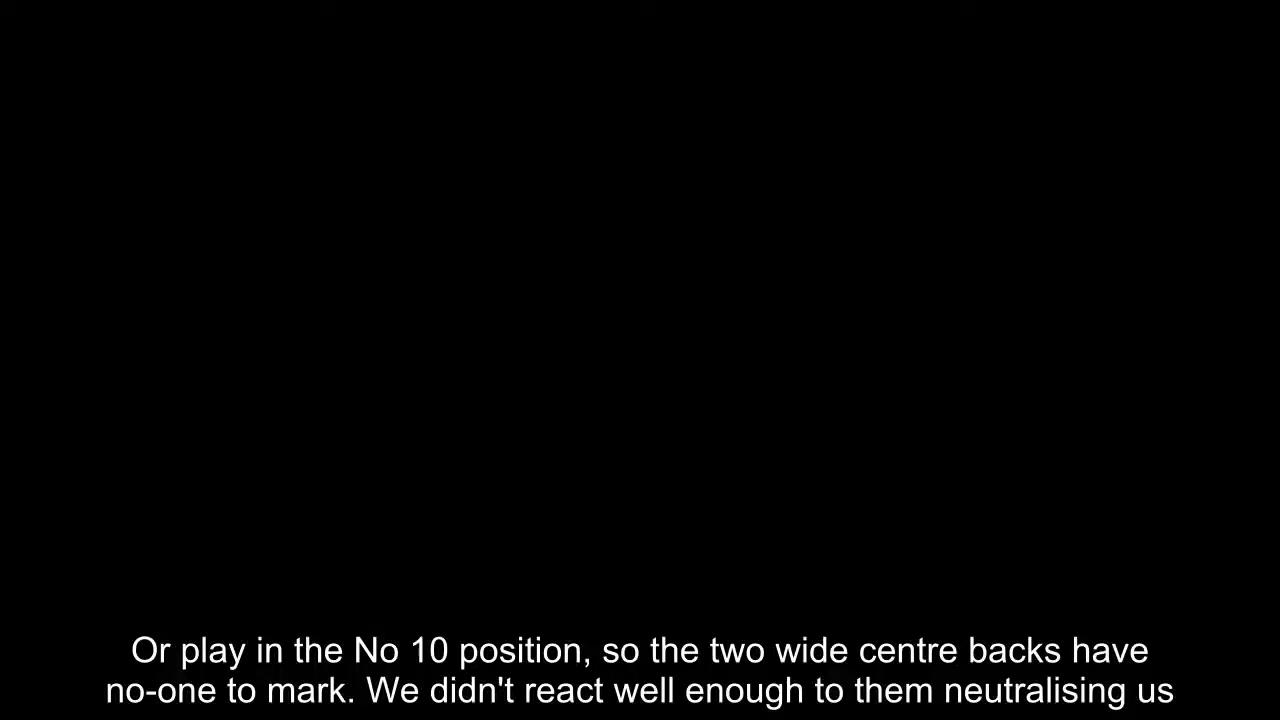 Or play in the No 10 position, so the two wide centre backs have
no-one to mark. We didn't react well enough to them neutralising us